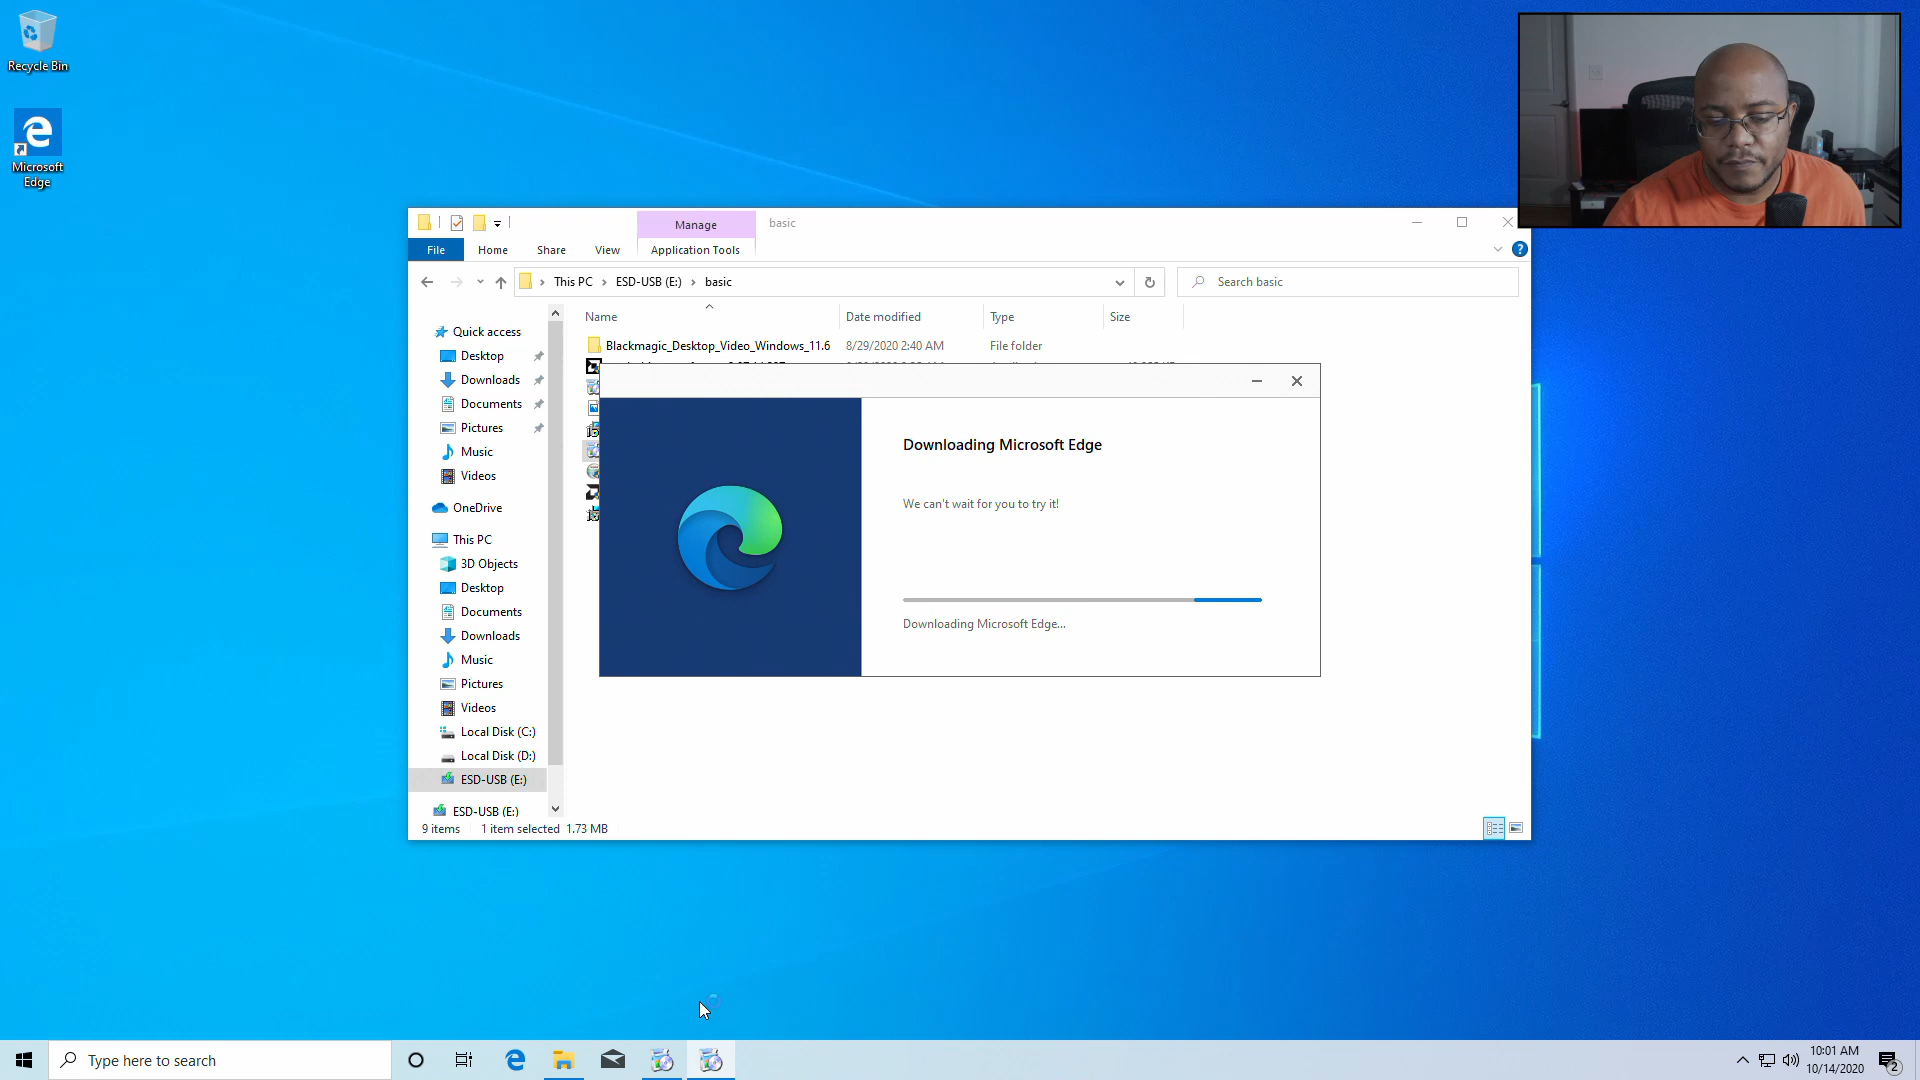 Recycle Bin
Microsoft
Edge
Manage
basic
File
Home
Share
View
Application Tools
This PC
ESD-USB (E:)
basic
Search basic
Name
Date modified
Type
Size
Blackmagic_Desktop_Video_Windows_11.6
8/29/2020 2:40 AM
File folder
Quick access
Desktop
Downloads
Documents
Pictures
Music
Videos
OneDrive
This PC
3D Objects
Desktop
Documents
Downloads
Music
Pictures
Videos
Local Disk (C:)
Local Disk (D:)
ESD-USB (E:)
ESD-USB (E:)
Downloading Microsoft Edge
We can't wait for you to try it!
Downloading Microsoft Edge...
9 items
1 item selected 1.73 MB
Type here to search
10:01 AM
10/14/2020
2